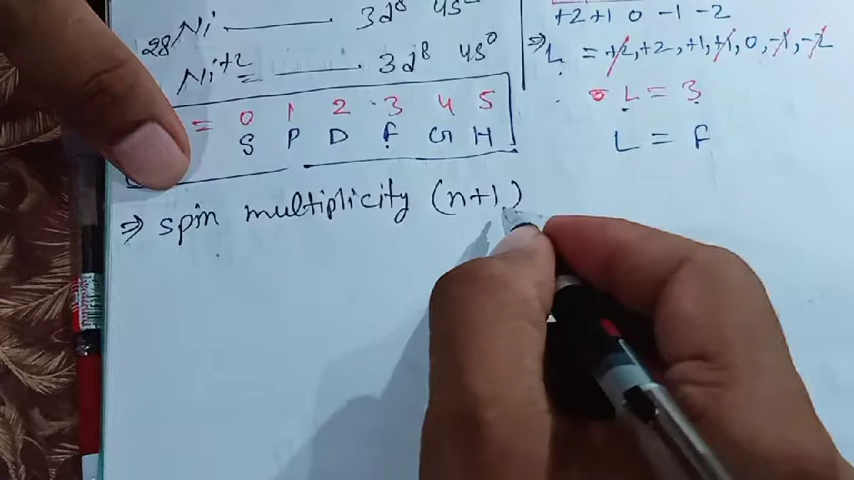 28Ni 3d8 4s
Ni+2 = 3d8 4s0
= 0 1 2 3 4 5
S P D F G H
⇒ spin multiplicity (n+1)
+2 +1 0 -1 -2
⇒ L = +2, +2, +1, +1, 0, -1, -2
L = 3
L = F